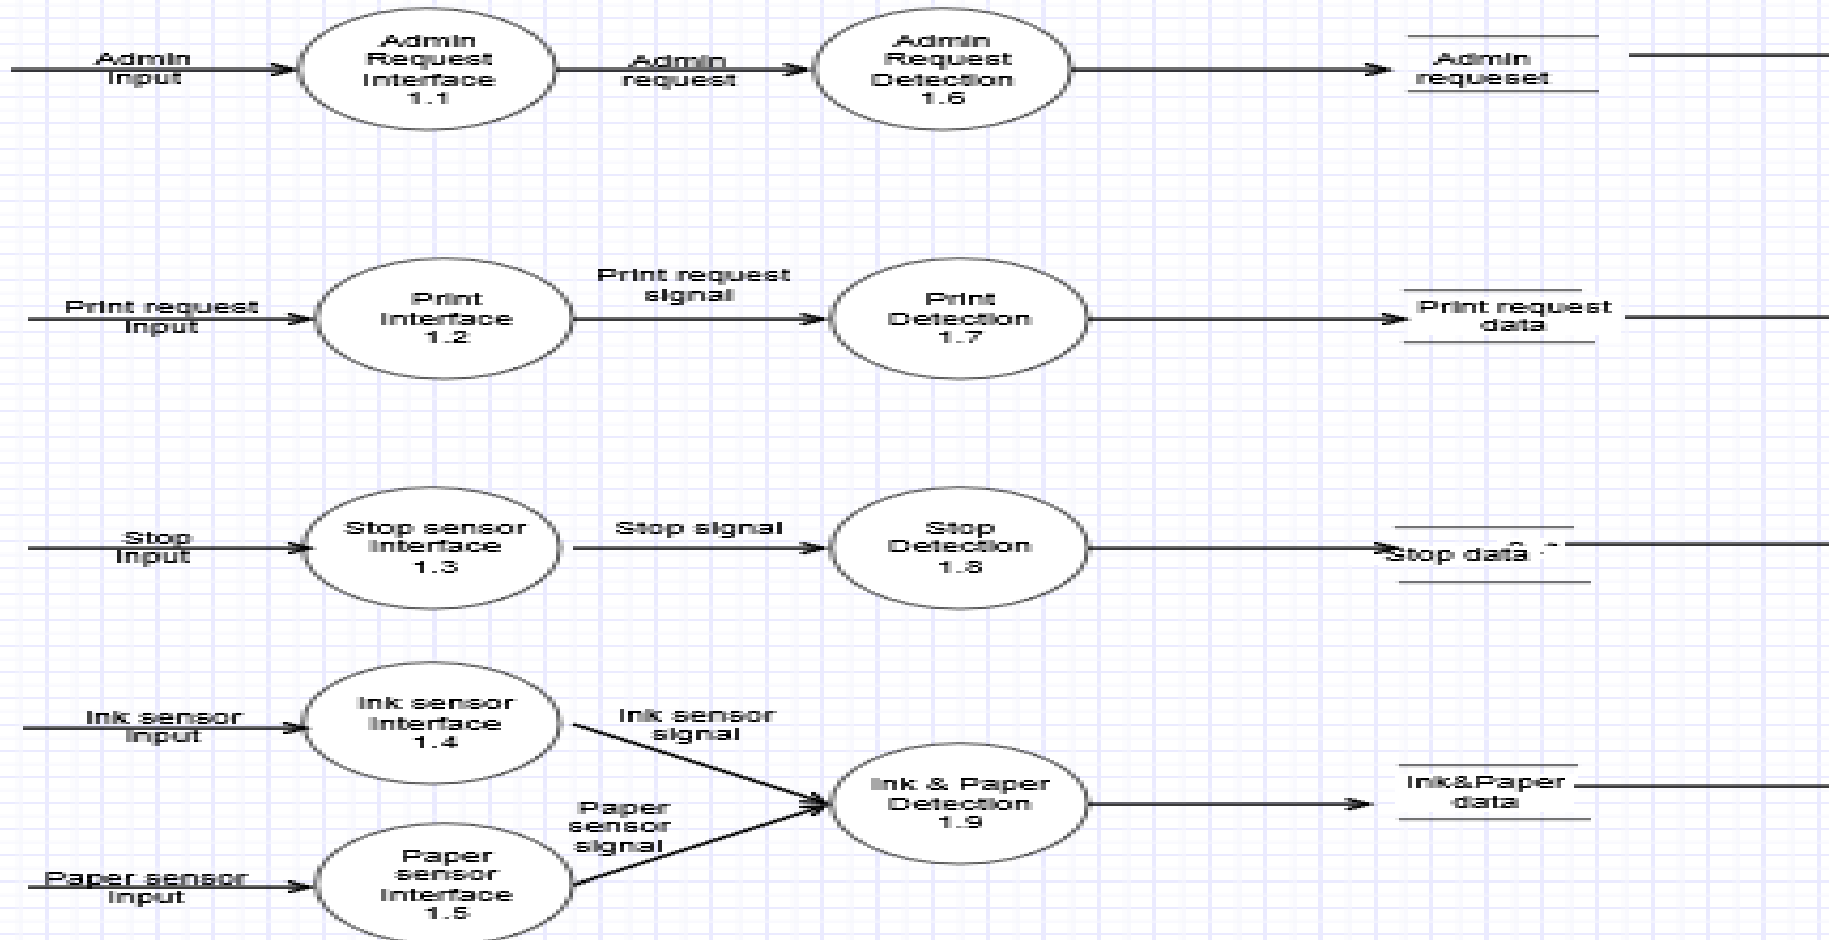 Admin
Input
Admin
Request
Interface
1.1
Admin
request
Admin
Request
Detection
1.6
Admin
requeset
Print request
Input
Print
Interface
1.2
Print request
signal
Print
Detection
1.7
Print request
data
Stop
Input
Stop sensor
Interface
1.3
Stop signal
Stop
Detection
1.8
Stop data
Ink sensor
Input
Ink sensor
Interface
1.4
Ink sensor
signal
Paper sensor
Input
Paper
sensor
Interface
1.5
Paper
sensor
signal
Ink & Paper
Detection
1.9
Ink&Paper
data